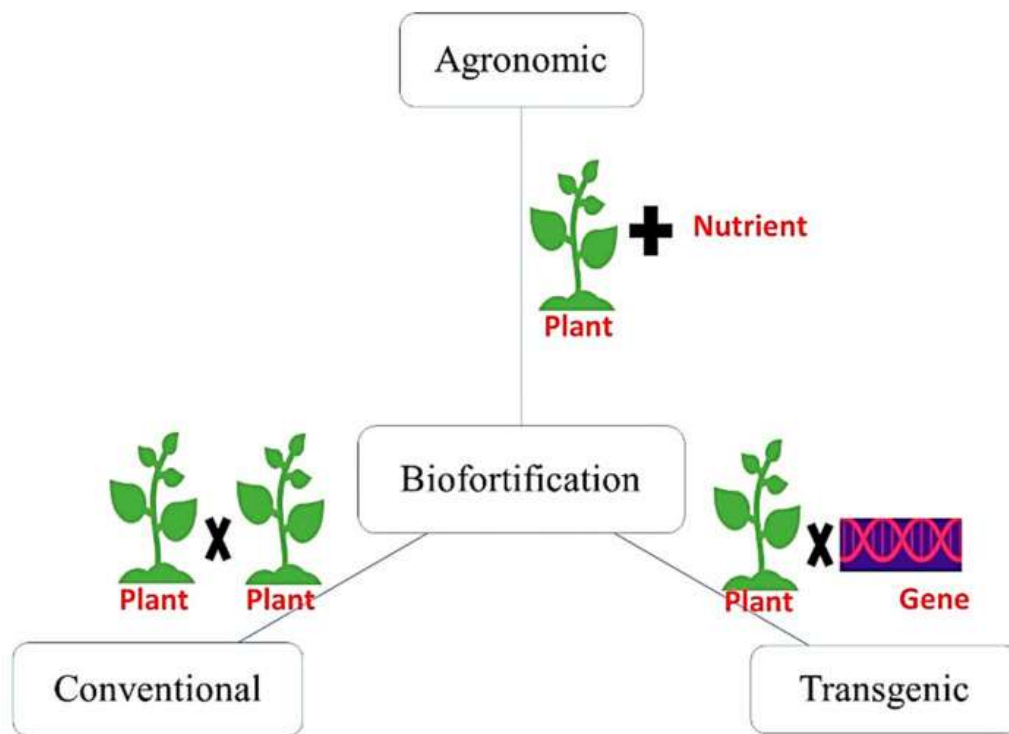 Agronomic
Nutrient
Plant
Biofortification
Plant Plant
Plant Gene
Conventional
Transgenic